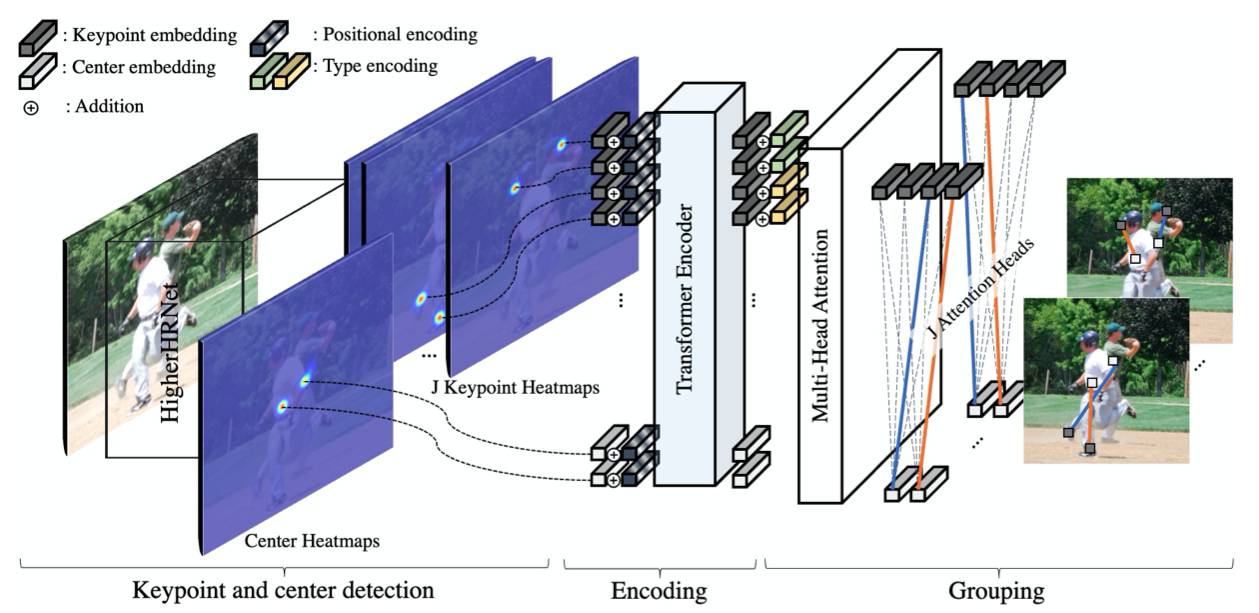 : Keypoint embedding
: Positional encoding
: Center embedding
: Type encoding
: Addition
HigherHRNet
...
J Keypoint Heatmaps
Center Heatmaps
...
Transformer Encoder
...
Multi-Head Attention
J Attention Heads
...
...
Keypoint and center detection
Encoding
Grouping